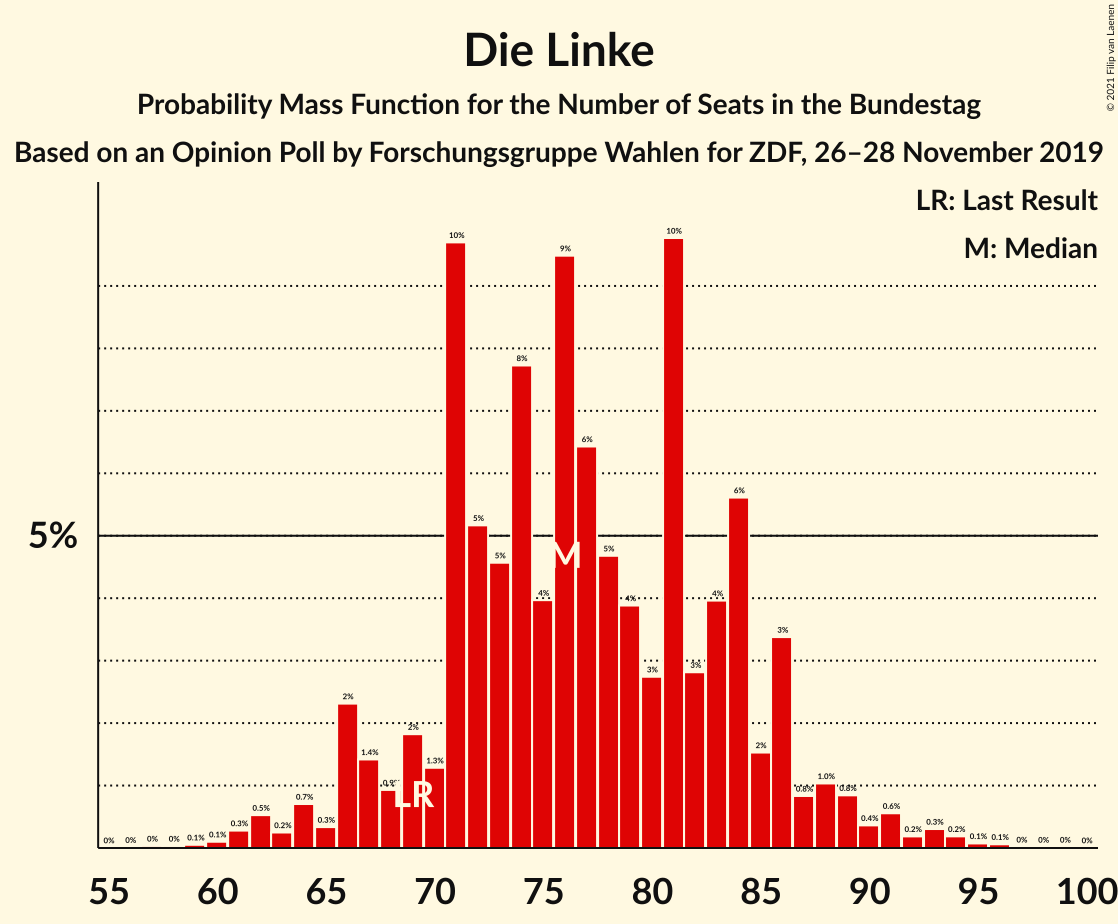 Die Linke
Probability Mass Function for the Number of Seats in the Bundestag
Based on an Opinion Poll by Forschungsgruppe Wahlen for ZDF, 26–28 November 2019
© 2021 Filip van Laenen
LR: Last Result
M: Median
5%
0% 0% 0% 0% 0.1% 0.1% 0.3% 0.5% 0.2% 0.7% 0.3% 2% 1.4% 0.9% 2% 1.3% 10% 5% 5% 8% 4% 9% 6% 5% 4% 3% 10% 3% 4% 6% 2% 3% 0.8% 1.0% 0.8% 0.4% 0.6% 0.2% 0.3% 0.2% 0.1% 0.1% 0% 0% 0% 0%
M
LR
55 60 65 70 75 80 85 90 95 100